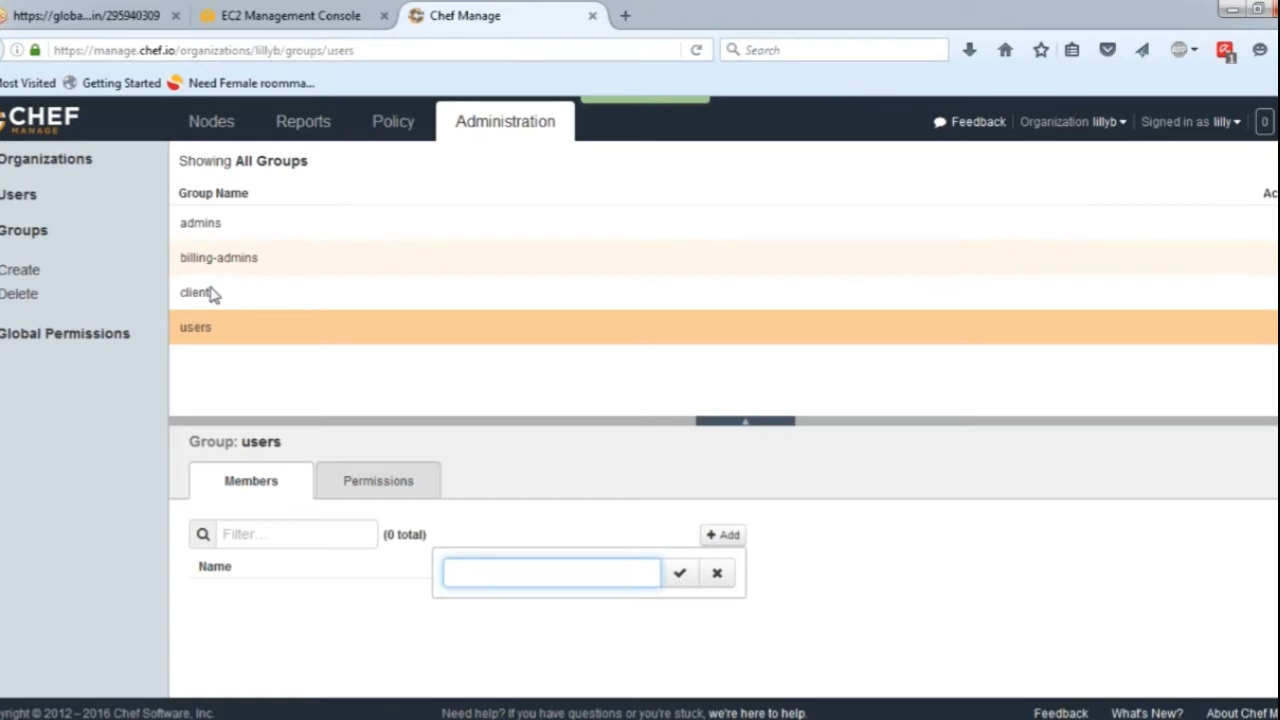 https://globa...in/295940309 × EC2 Management Console × Chef Manage × +
https://manage.chef.io/organizations/lillyb/groups/users Search
ost Visited Getting Started Need Female roomma...
CHEF
MANAGE
Nodes Reports Policy Administration Feedback Organization lillyb Signed in as lilly 0
Organizations
Users
Groups
Create
Delete
Global Permissions
Showing All Groups
Group Name Ac
admins
billing-admins
client
users
Group: users
Members Permissions
Filter... (0 total) + Add
Name
yright © 2012 – 2016 Chef Software, Inc. Need help? If you have questions or you're stuck, we're here to help. Feedback What's New? About Chef M